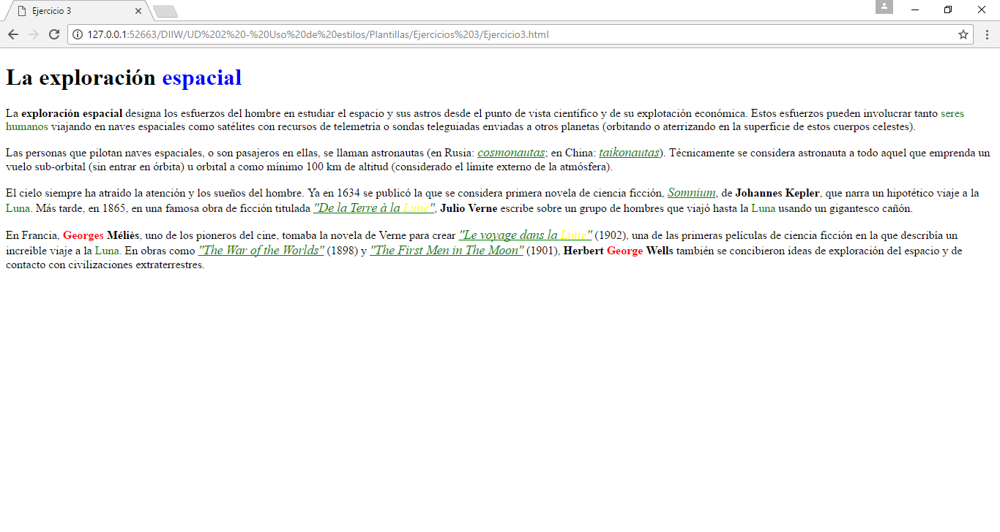 Ejercicio 3
127.0.0.1:52663/DIIW/UD%202%20-%20Uso%20de%20estilos/Plantillas/Ejercicios%203/Ejercicio3.html
La exploración espacial
La exploración espacial designa los esfuerzos del hombre en estudiar el espacio y sus astros desde el punto de vista científico y de su explotación económica. Estos esfuerzos pueden involucrar tanto seres
humanos viajando en naves espaciales como satélites con recursos de telemetría o sondas teleguiadas enviadas a otros planetas (orbitando o aterrizando en la superficie de estos cuerpos celestes).
Las personas que pilotan naves espaciales, o son pasajeros en ellas, se llaman astronautas (en Rusia: cosmonautas; en China: taikonautas). Técnicamente se considera astronauta a todo aquel que emprenda un
vuelo sub-orbital (sin entrar en órbita) u orbital a como mínimo 100 km de altitud (considerado el límite externo de la atmósfera).
El cielo siempre ha atraído la atención y los sueños del hombre. Ya en 1634 se publicó la que se considera primera novela de ciencia ficción, Somnium, de Johannes Kepler, que narra un hipotético viaje a la
Luna. Más tarde, en 1865, en una famosa obra de ficción titulada "De la Terre à la Lune", Julio Verne escribe sobre un grupo de hombres que viajó hasta la Luna usando un gigantesco cañón.
En Francia, Georges Méliès, uno de los pioneros del cine, tomaba la novela de Verne para crear "Le voyage dans la Lune" (1902), una de las primeras películas de ciencia ficción en la que describía un
increíble viaje a la Luna. En obras como "The War of the Worlds" (1898) y "The First Men in The Moon" (1901), Herbert George Wells también se concibieron ideas de exploración del espacio y de
contacto con civilizaciones extraterrestres.